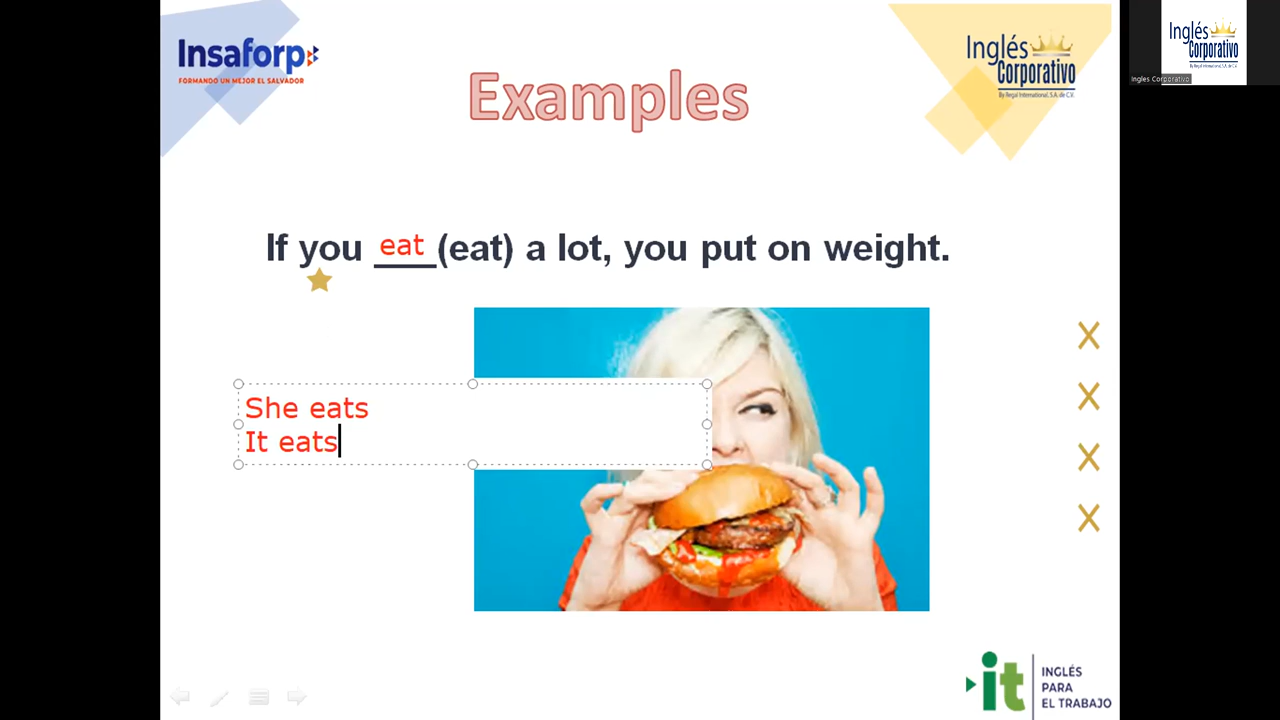 Insaforp
FORMANDO UN MEJOR EL SALVADOR
Inglés
Corporativo
By Regal International, S.A. de C.V.
Examples
If you eat (eat) a lot, you put on weight.
She eats
It eats
it
INGLÉS
PARA
EL TRABAJO
Inglés
Corporativo
Ingles Corporativo